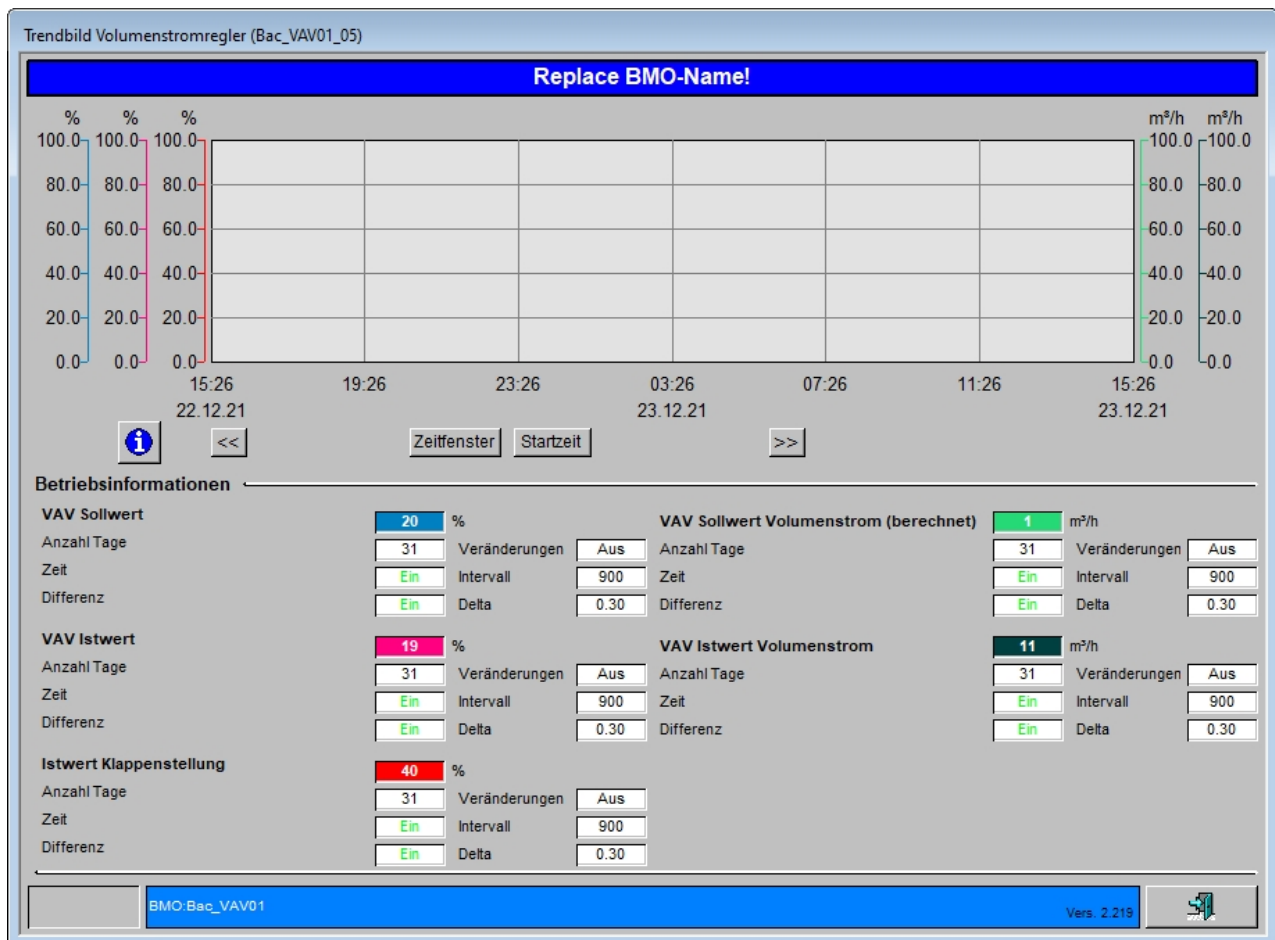 Trendbild Volumenstromregler (Bac_VAV01_05)
Replace BMO-Name!
% % % m³/h m³/h
100.0 100.0 100.0 100.0 100.0
80.0 80.0 80.0 80.0 80.0
60.0 60.0 60.0 60.0 60.0
40.0 40.0 40.0 40.0 40.0
20.0 20.0 20.0 20.0 20.0
0.0 0.0 0.0 0.0 0.0
15:26 19:26 23:26 03:26 07:26 11:26 15:26
22.12.21 23.12.21 23.12.21
i << Zeitfenster Startzeit >>
Betriebsinformationen
VAV Sollwert 20 % VAV Sollwert Volumenstrom (berechnet) 1 m³/h
Anzahl Tage 31 Veränderungen Aus Anzahl Tage 31 Veränderungen Aus
Zeit Ein Intervall 900 Zeit Ein Intervall 900
Differenz Ein Delta 0.30 Differenz Ein Delta 0.30
VAV Istwert 19 % VAV Istwert Volumenstrom 11 m³/h
Anzahl Tage 31 Veränderungen Aus Anzahl Tage 31 Veränderungen Aus
Zeit Ein Intervall 900 Zeit Ein Intervall 900
Differenz Ein Delta 0.30 Differenz Ein Delta 0.30
Istwert Klappenstellung 40 %
Anzahl Tage 31 Veränderungen Aus
Zeit Ein Intervall 900
Differenz Ein Delta 0.30
BMO:Bac_VAV01 Vers. 2.219